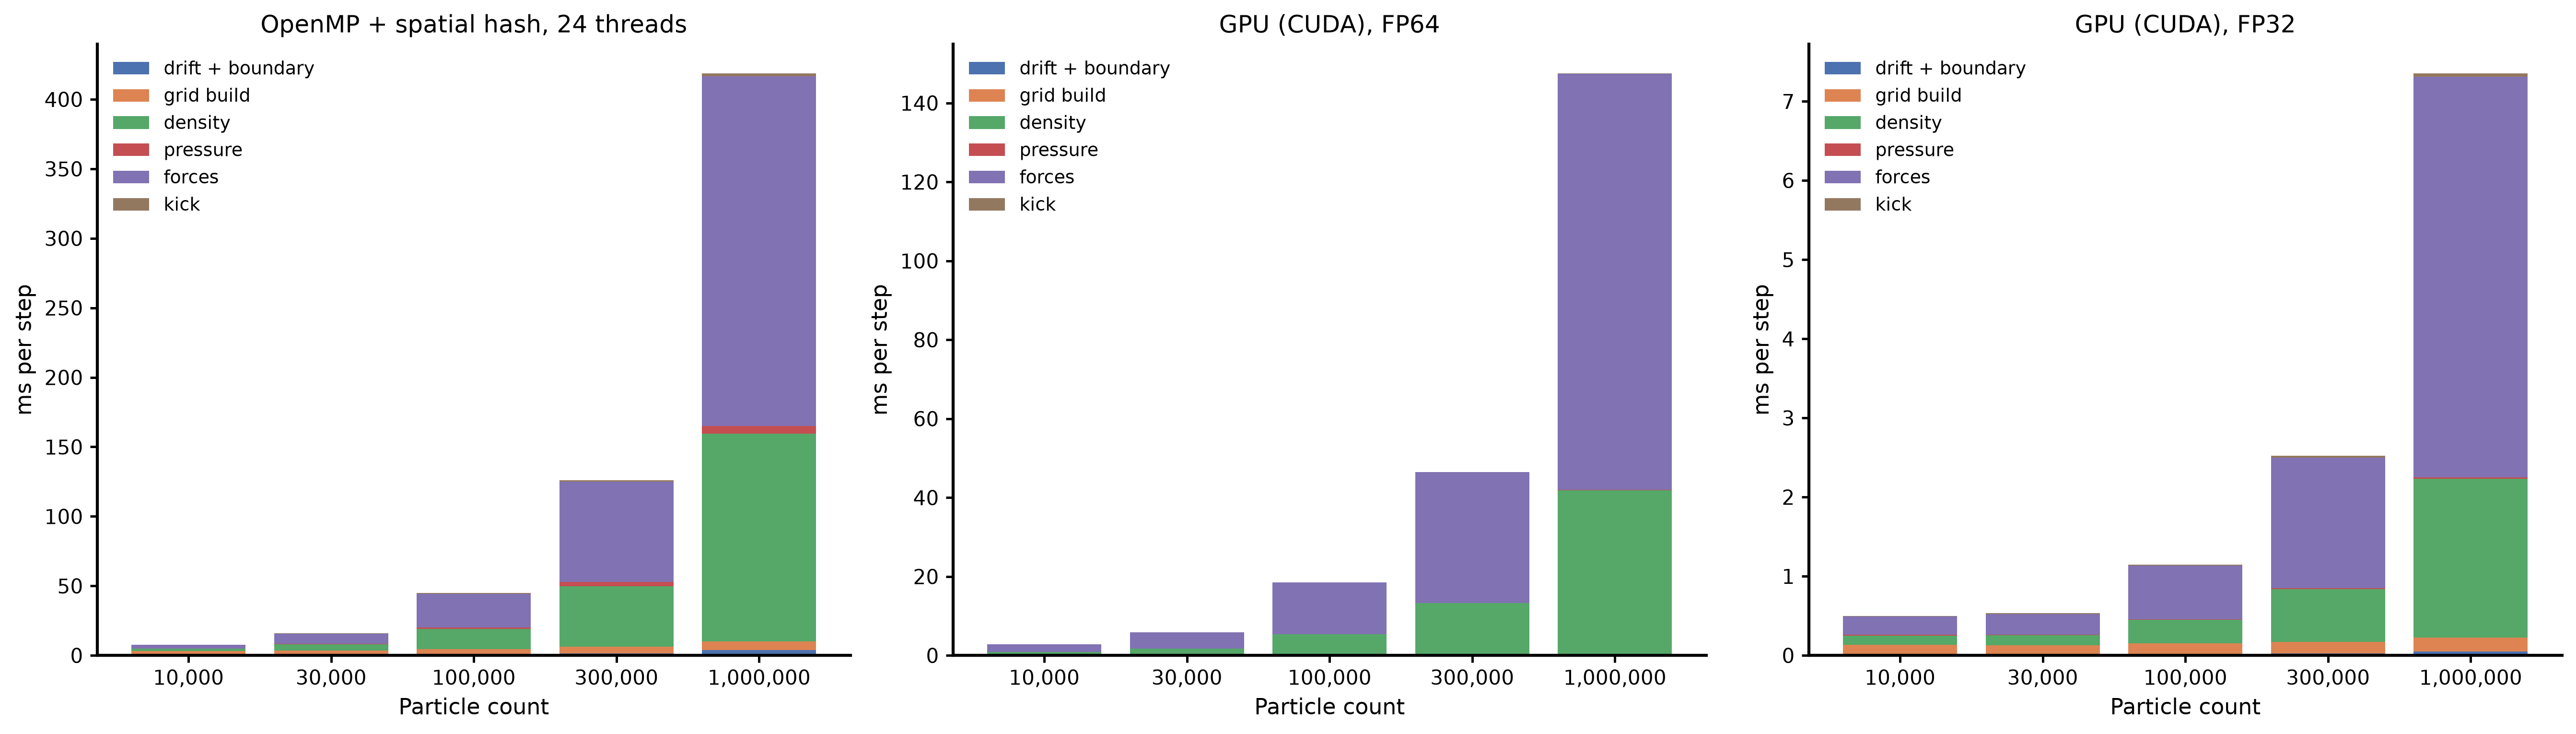 OpenMP + spatial hash, 24 threads
drift + boundary
grid build
density
pressure
forces
kick
400
350
300
250
200
150
100
50
0
ms per step
10,000 30,000 100,000 300,000 1,000,000
Particle count
GPU (CUDA), FP64
drift + boundary
grid build
density
pressure
forces
kick
140
120
100
80
60
40
20
0
ms per step
10,000 30,000 100,000 300,000 1,000,000
Particle count
GPU (CUDA), FP32
drift + boundary
grid build
density
pressure
forces
kick
7
6
5
4
3
2
1
0
ms per step
10,000 30,000 100,000 300,000 1,000,000
Particle count